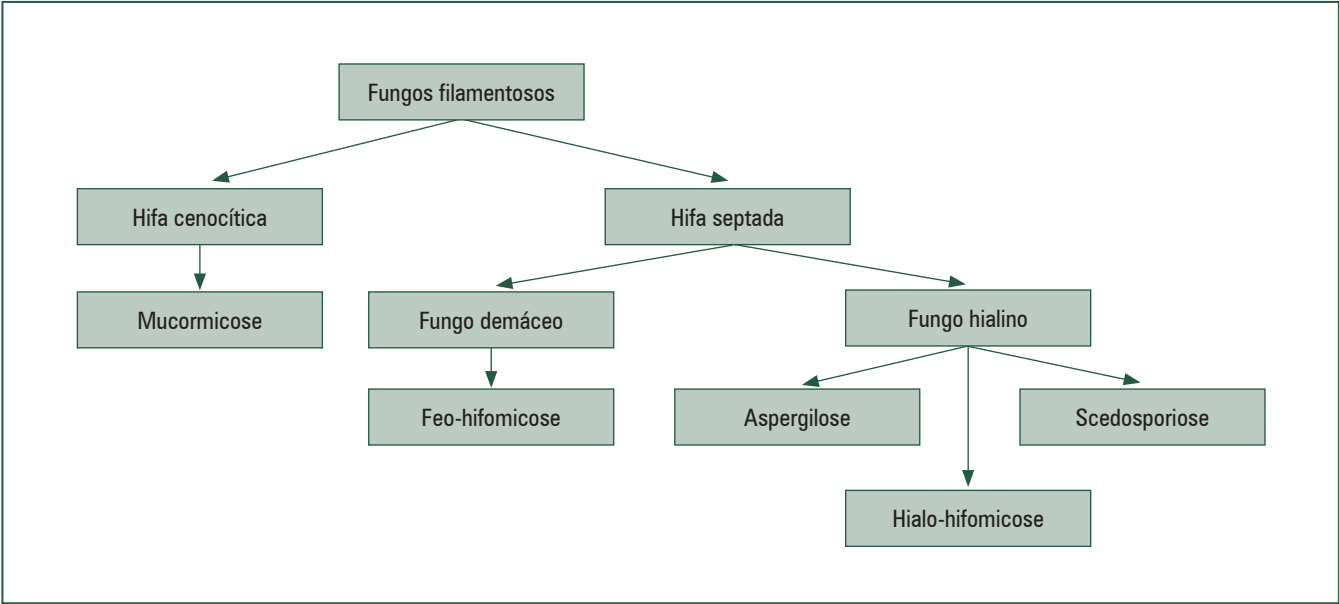 Fungos filamentosos
Hifa cenocítica
Hifa septada
Mucormicose
Fungo demáceo
Fungo hialino
Feo-hifomicose
Aspergilose
Scedosporiose
Hialo-hifomicose